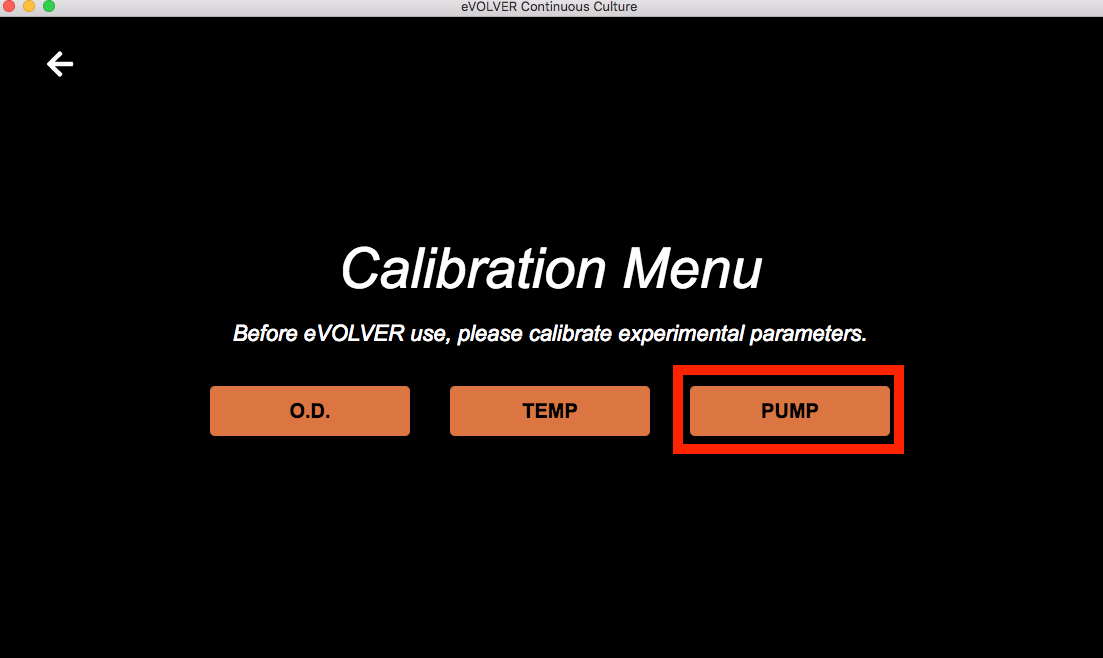 eVOLVER Continuous Culture
Calibration Menu
Before eVOLVER use, please calibrate experimental parameters.
O.D. TEMP PUMP